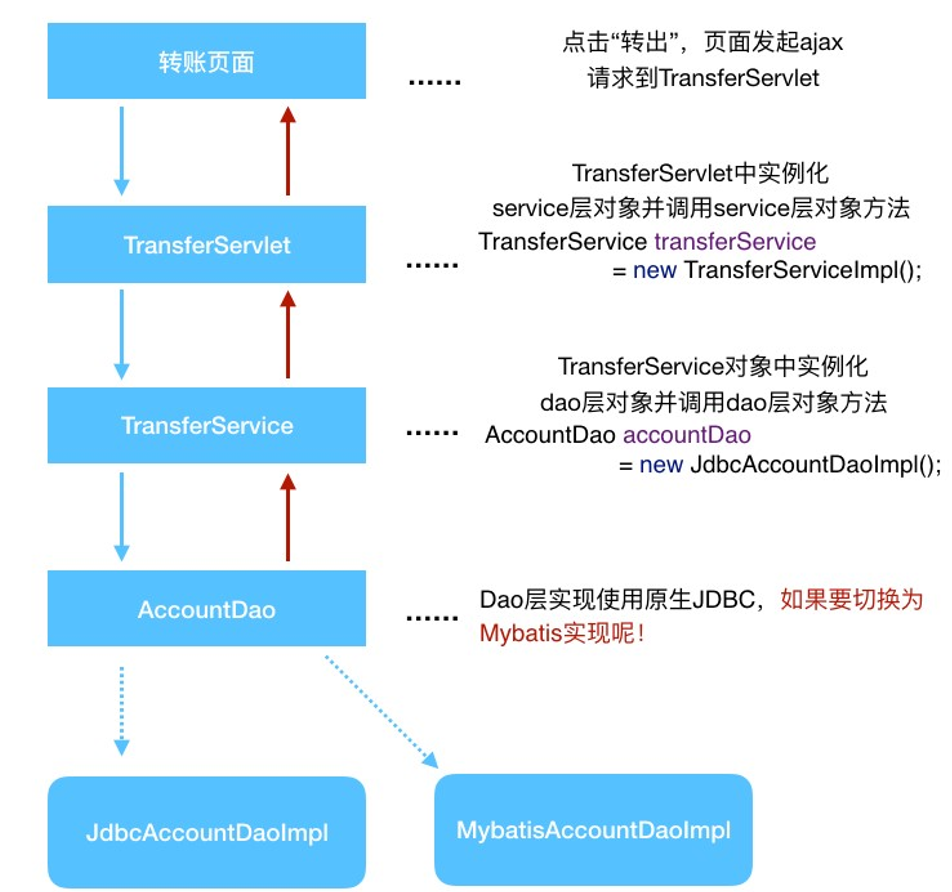 转账页面
......
点击“转出”，页面发起ajax
请求到TransferServlet
TransferServlet
......
TransferServlet中实例化
service层对象并调用service层对象方法
TransferService transferService
= new TransferServiceImpl();
TransferService
......
TransferService对象中实例化
dao层对象并调用dao层对象方法
AccountDao accountDao
= new JdbcAccountDaoImpl();
AccountDao
......
Dao层实现使用原生JDBC，如果要切换为
Mybatis实现呢！
JdbcAccountDaoImpl
MybatisAccountDaoImpl